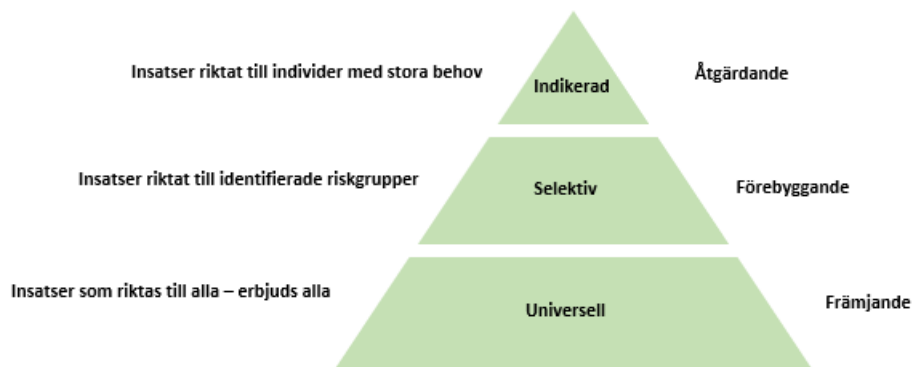 Insatser riktat till individer med stora behov
Indikerad
Åtgärdande
Insatser riktat till identifierade riskgrupper
Selektiv
Förebyggande
Insatser som riktas till alla – erbjuds alla
Universell
Främjande